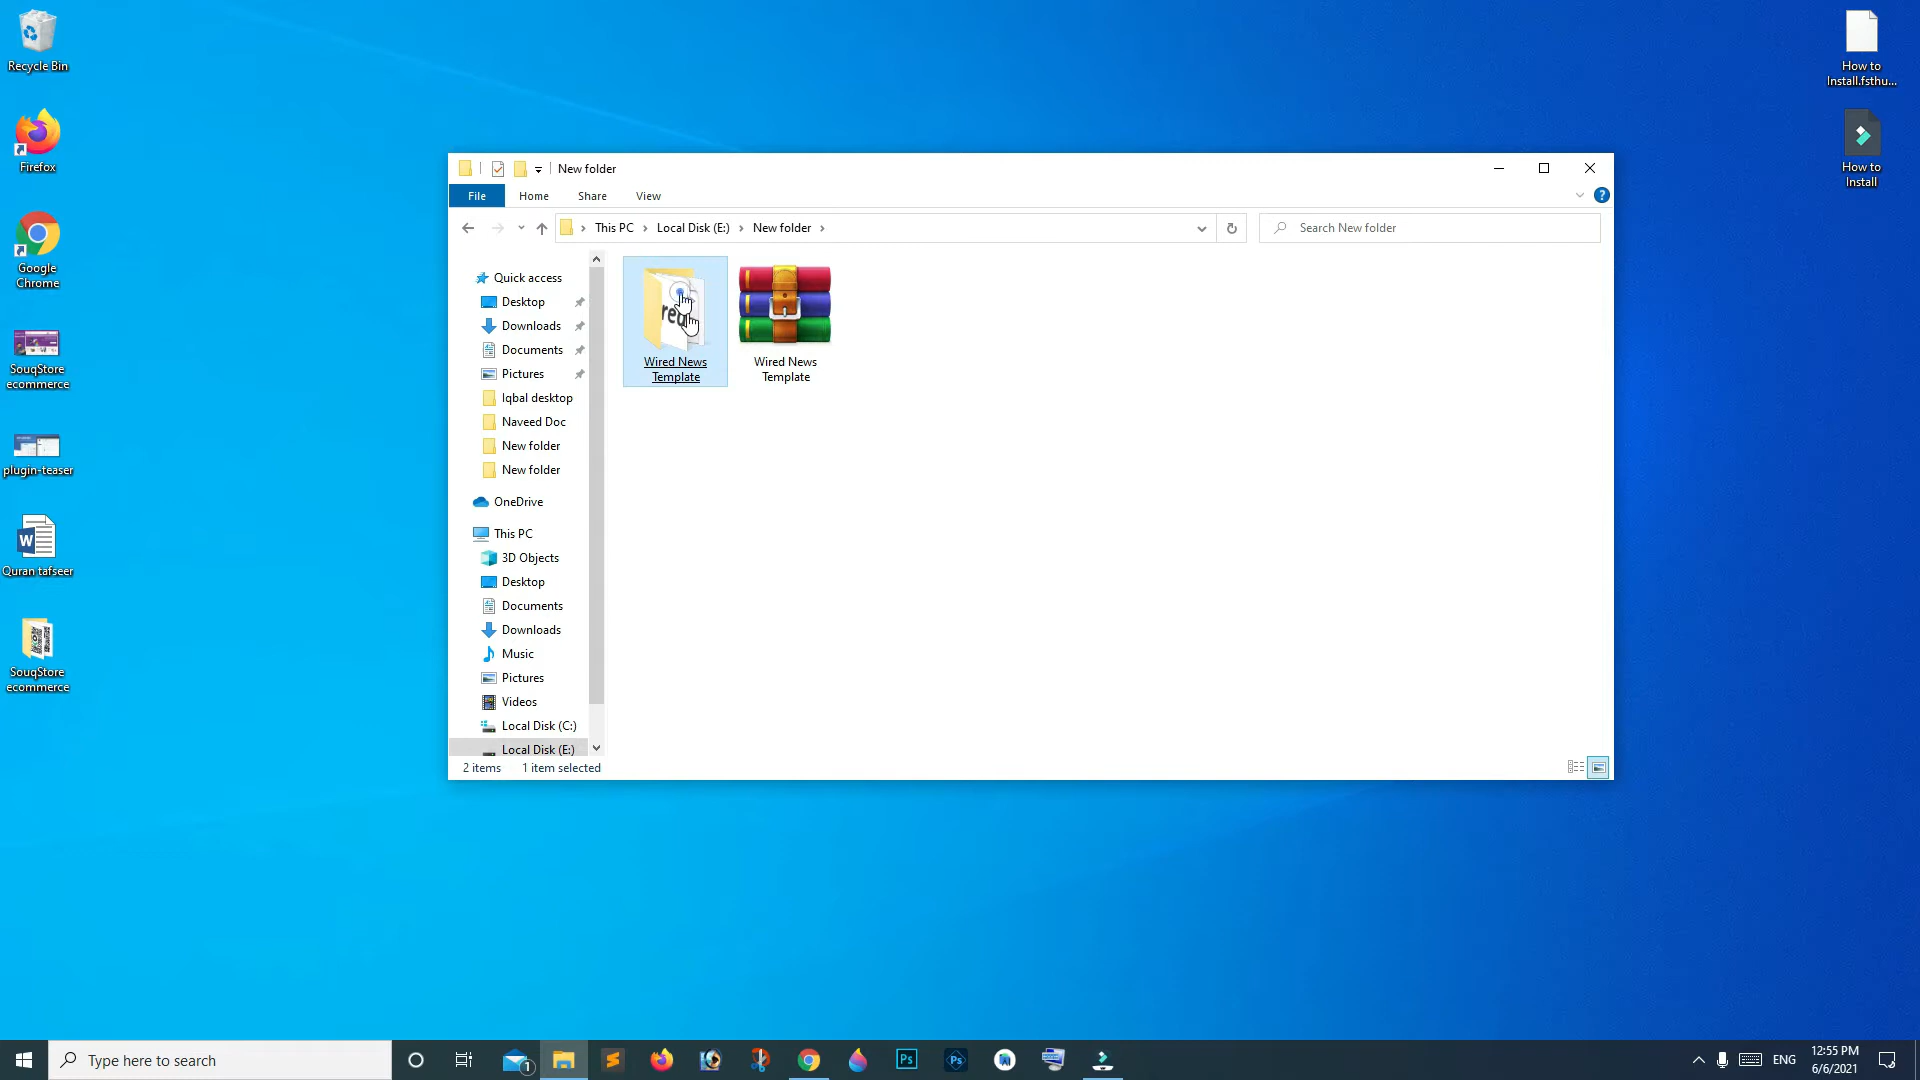 Recycle Bin
Firefox
Google
Chrome
SouqStore
ecommerce
plugin-teaser
Quran tafseer
SouqStore
ecommerce
How to
Install.fsthu...
How to
Install
New folder
File
Home
Share
View
This PC
Local Disk (E:)
New folder
Search New folder
Quick access
Desktop
Downloads
Documents
Pictures
Iqbal desktop
Naveed Doc
New folder
New folder
OneDrive
This PC
3D Objects
Desktop
Documents
Downloads
Music
Pictures
Videos
Local Disk (C:)
Local Disk (E:)
Wired News
Template
Wired News
Template
2 items
1 item selected
Type here to search
1
Ps
Ps
ENG
12:55 PM
6/6/2021